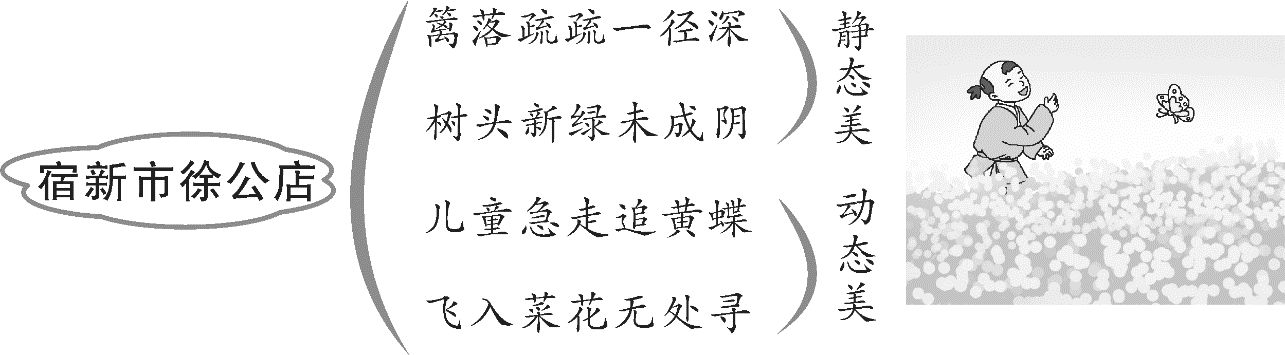 宿新市徐公店
篱落疏疏一径深
树头新绿未成阴
静态美
儿童急走追黄蝶
飞入菜花无处寻
动态美